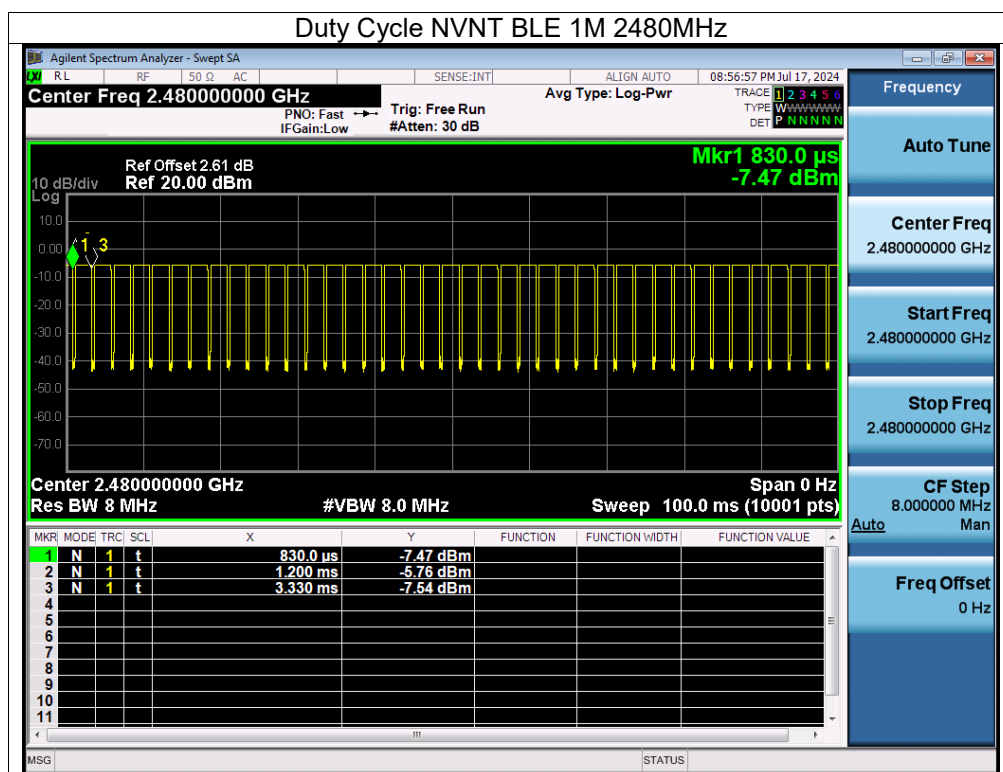 Duty Cycle NVNT BLE 1M 2480MHz
Agilent Spectrum Analyzer - Swept SA
LXI RL RF 50 Ω AC SENSE:INT ALIGN AUTO 08:56:57 PM Jul 17, 2024
Center Freq 2.480000000 GHz
PNO: Fast
IFGain:Low
Trig: Free Run
#Atten: 30 dB
Avg Type: Log-Pwr
TRACE 1 2 3 4 5 6
TYPE WWWWWW
DET P N N N N N
Ref Offset 2.61 dB
Ref 20.00 dBm
Mkr1 830.0 µs
-7.47 dBm
10 dB/div
Log
10.0
0.00
-10.0
-20.0
-30.0
-40.0
-50.0
-60.0
-70.0
1 3
Center 2.480000000 GHz Span 0 Hz
Res BW 8 MHz #VBW 8.0 MHz Sweep 100.0 ms (10001 pts)
MKR MODE TRC SCL X Y FUNCTION FUNCTION WIDTH FUNCTION VALUE
1 N 1 t 830.0 µs -7.47 dBm
2 N 1 t 1.200 ms -5.76 dBm
3 N 1 t 3.330 ms -7.54 dBm
4
5
6
7
8
9
10
11
MSG STATUS
Frequency
Auto Tune
Center Freq
2.480000000 GHz
Start Freq
2.480000000 GHz
Stop Freq
2.480000000 GHz
CF Step
8.000000 MHz
Auto Man
Freq Offset
0 Hz